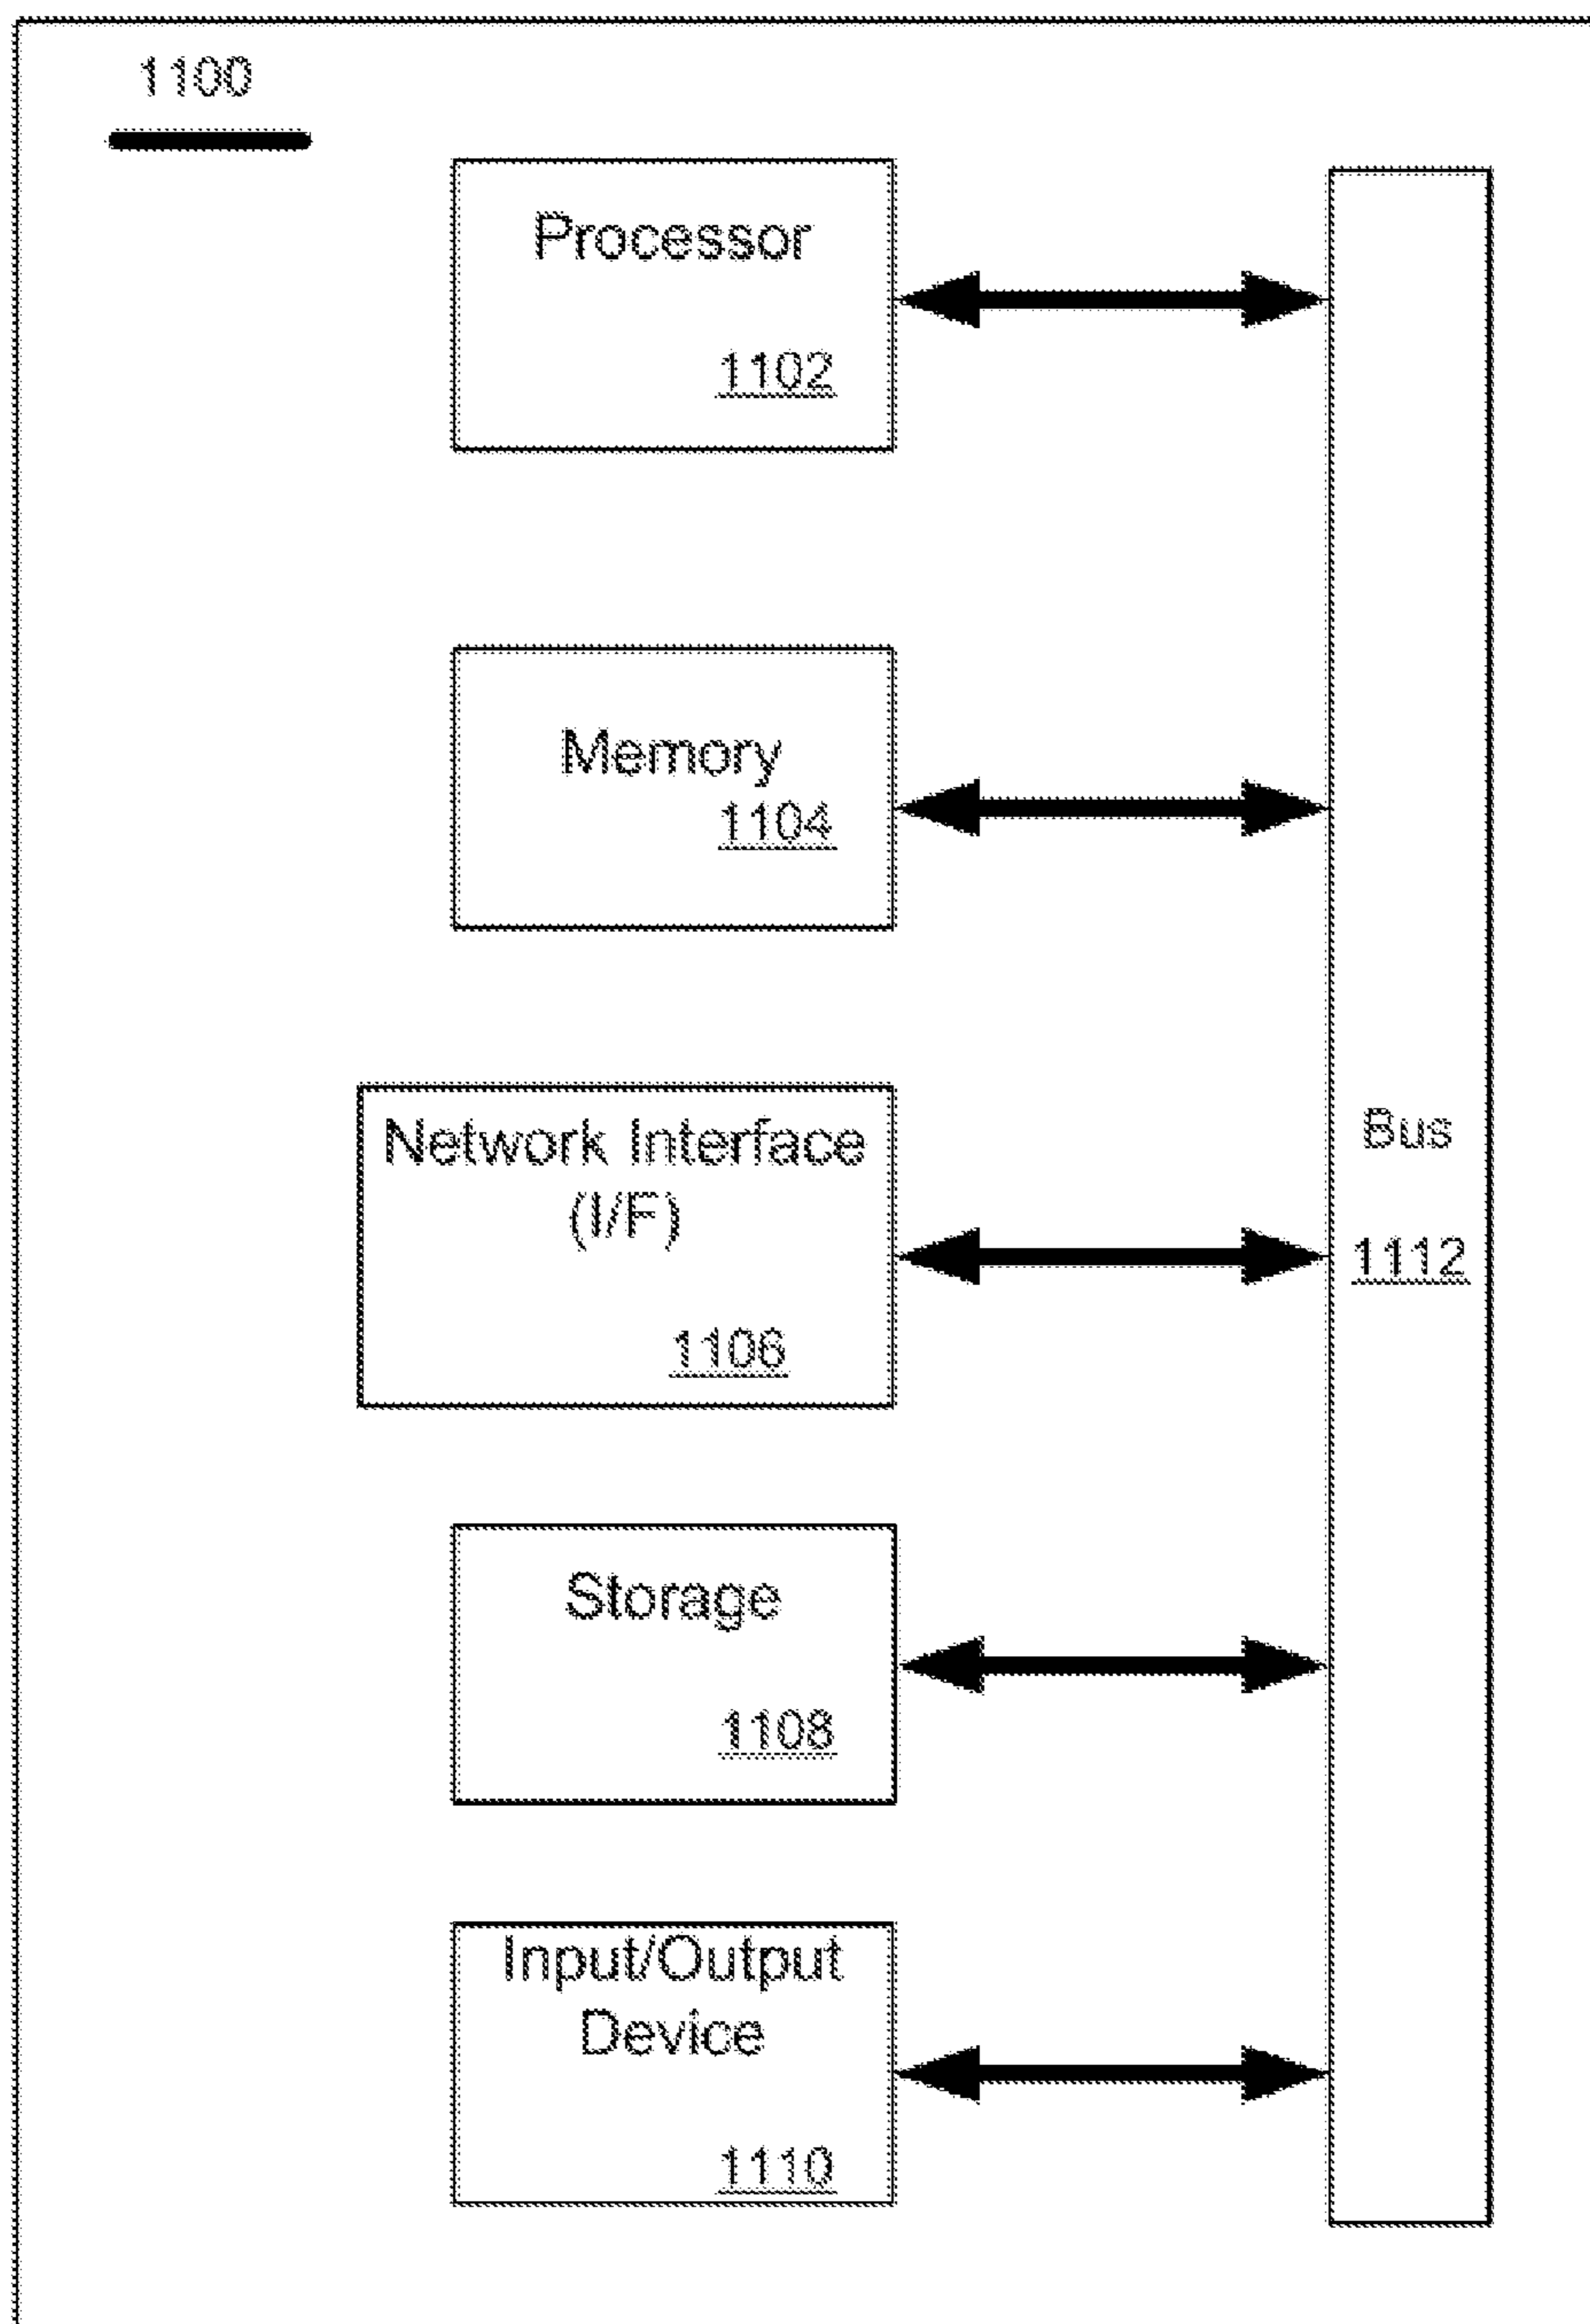 1100
Processor
1102
Memory
1104
Network Interface
(I/F)
1106
Bus
1112
Storage
1108
Input/Output
Device
1110